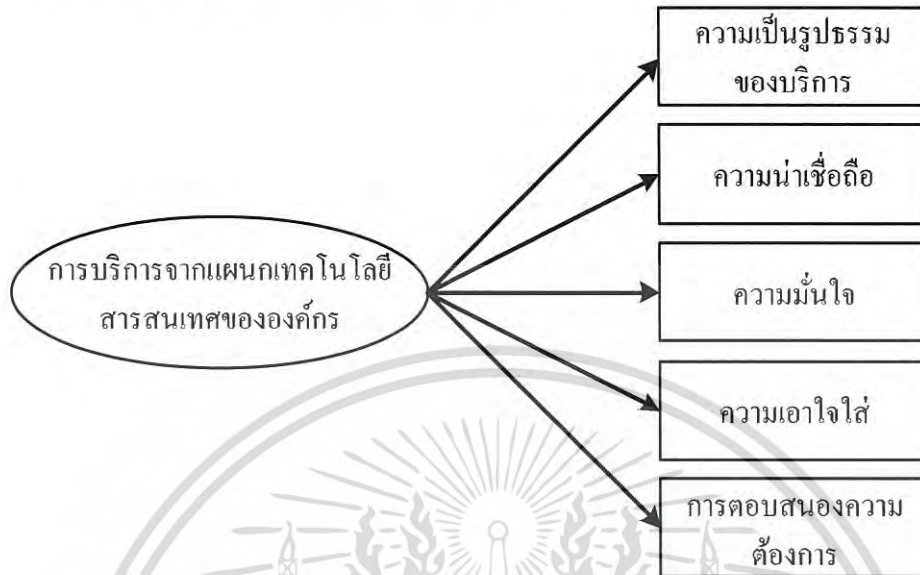 การบริการจากแผนกเทคโนโลยี
สารสนเทศขององค์กร
ความเป็นรูปธรรม
ของบริการ
ความน่าเชื่อถือ
ความมั่นใจ
ความเอาใจใส่
การตอบสนองความ
ต้องการ